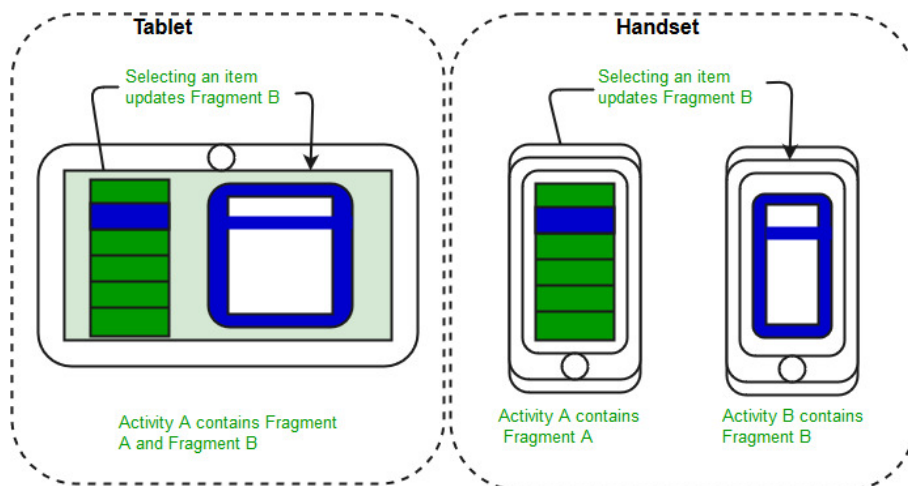 Tablet
Selecting an item
updates Fragment B
Activity A contains Fragment
A and Fragment B
Handset
Selecting an item
updates Fragment B
Activity A contains
Fragment A
Activity B contains
Fragment B